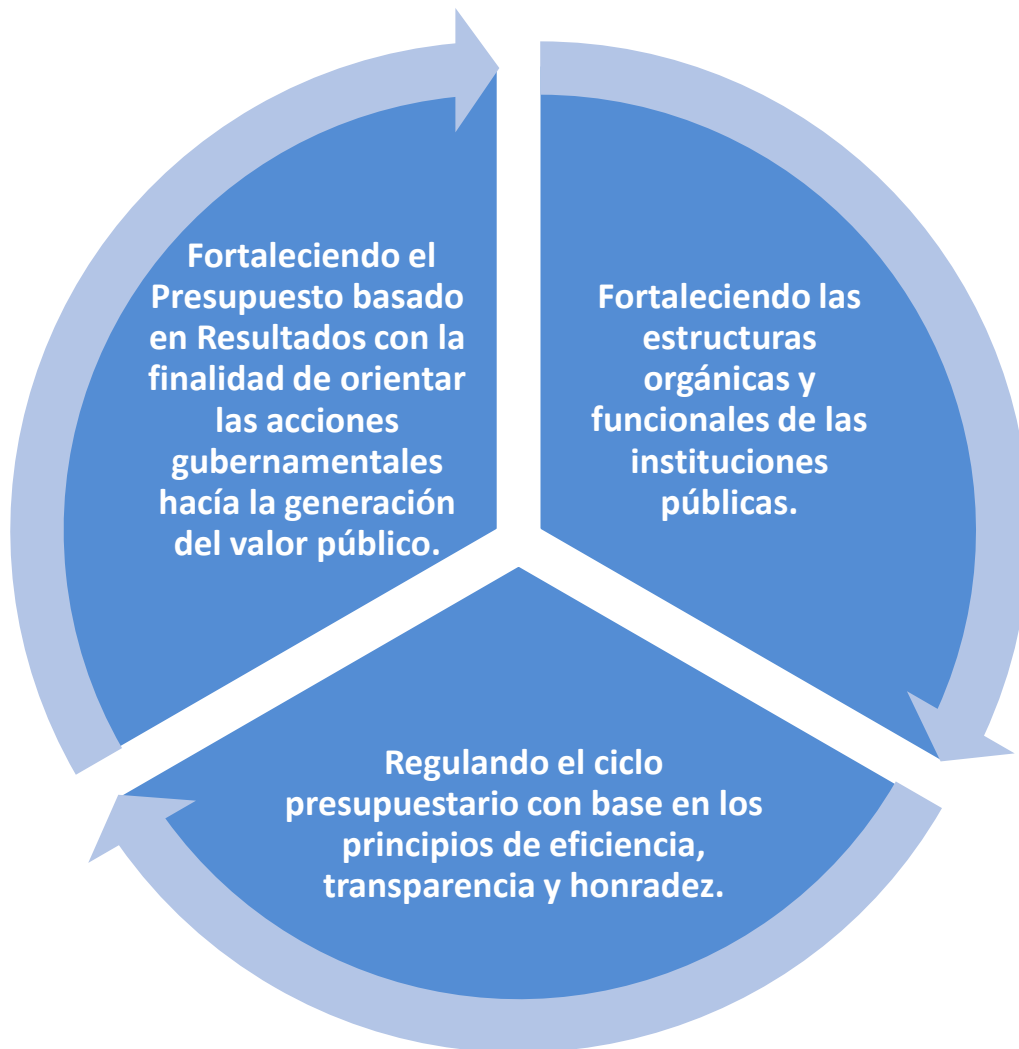 Fortaleciendo el
Presupuesto basado
en Resultados con la
finalidad de orientar
las acciones
gubernamentales
hacía la generación
del valor público.
Fortaleciendo las
estructuras
orgánicas y
funcionales de las
instituciones
públicas.
Regulando el ciclo
presupuestario con base en los
principios de eficiencia,
transparencia y honradez.